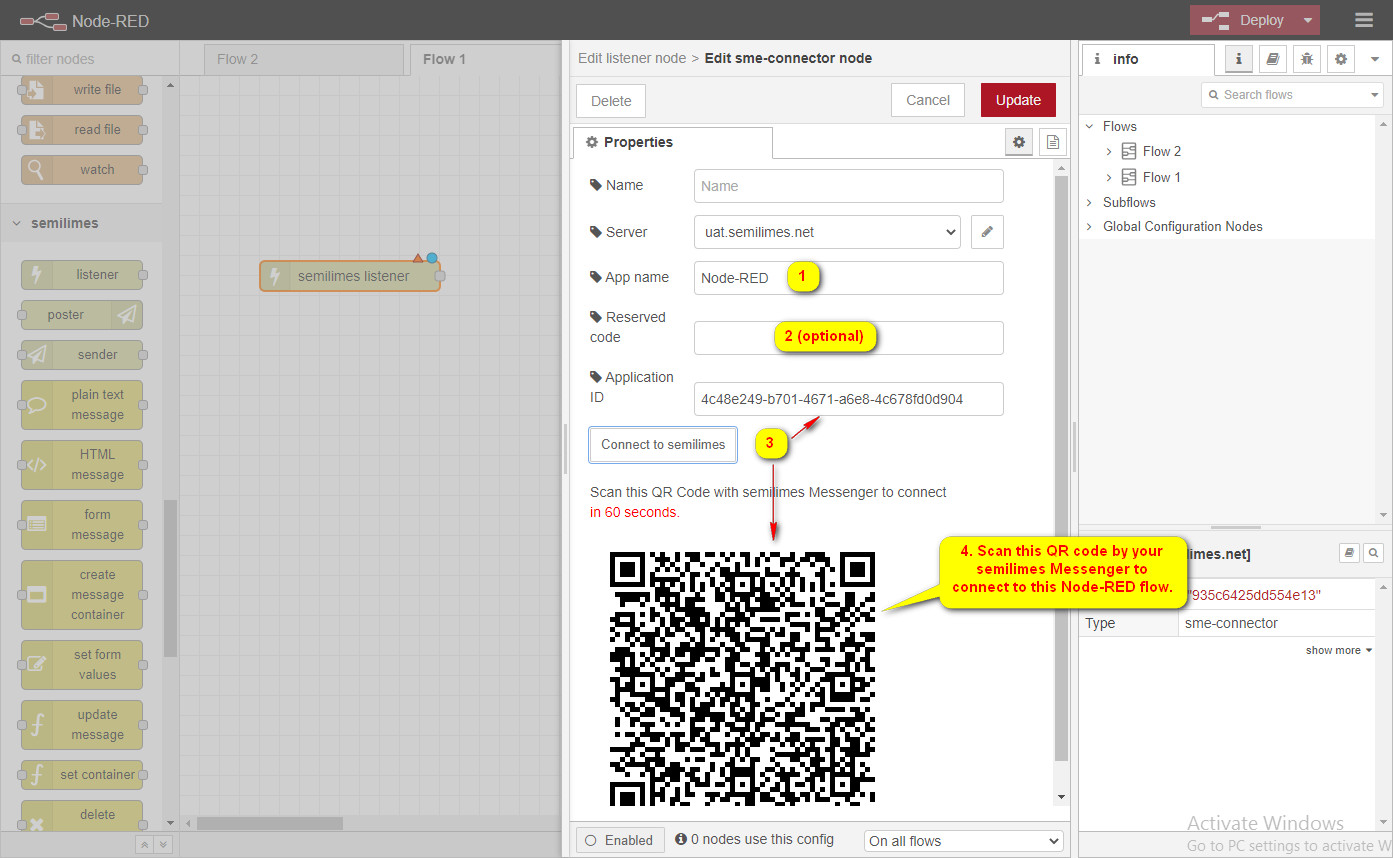 Node-RED
Deploy
filter nodes
write file
read file
watch
semilimes
listener
poster
sender
plain text
message
HTML
message
form
message
create
message
container
set form
values
update
message
set container
delete
Flow 2
Flow 1
semilimes listener
Edit listener node > Edit sme-connector node
Delete
Cancel
Update
Properties
Name
Name
Server
uat.semilimes.net
App name
Node-RED
1
Reserved
code
2 (optional)
Application
ID
4c48e249-b701-4671-a6e8-4c678fd0d904
Connect to semilimes
3
Scan this QR Code with semilimes Messenger to connect
in 60 seconds.
4. Scan this QR code by your
semilimes Messenger to
connect to this Node-RED flow.
Enabled
0 nodes use this config
On all flows
i info
i
Search flows
Flows
Flow 2
Flow 1
Subflows
Global Configuration Nodes
limes.net]
"935c6425dd554e13"
Type
sme-connector
show more
Activate Windows
Go to PC settings to activate W